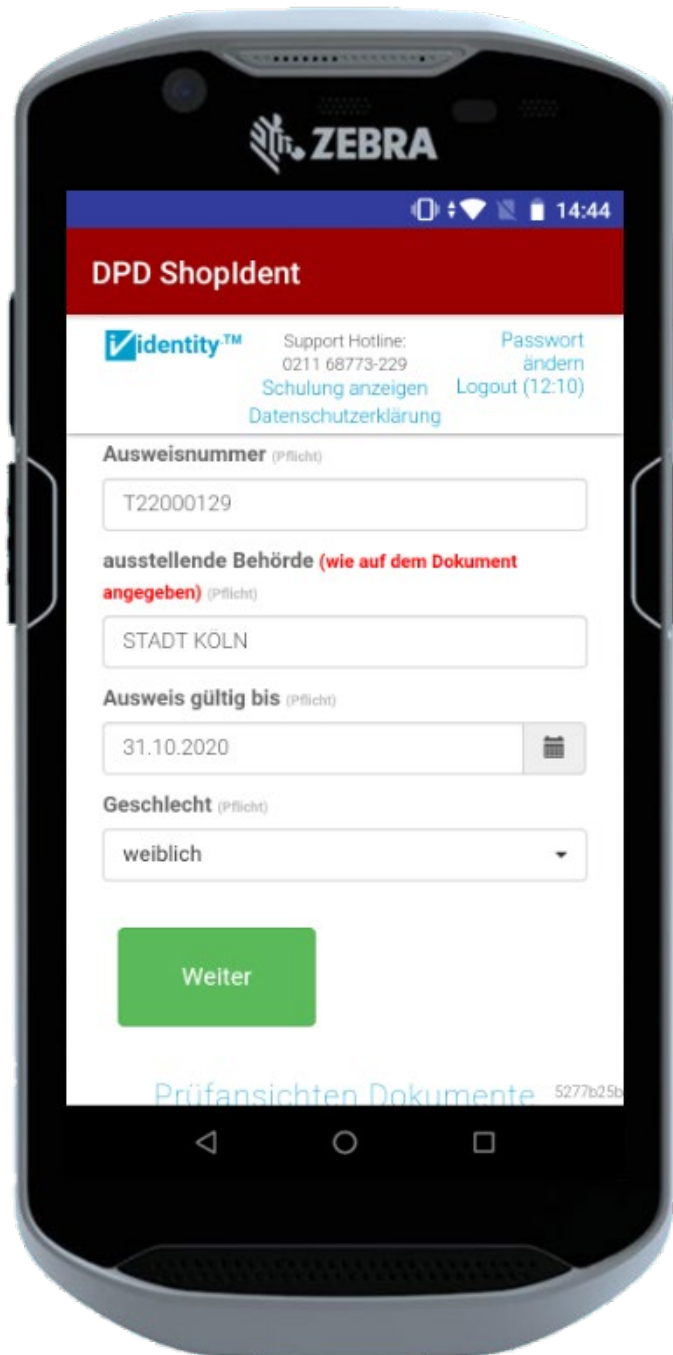 ZEBRA
14:44
DPD ShopIdent
identity™
Support Hotline:
0211 68773-229
Schulung anzeigen
Datenschutzerklärung
Passwort
ändern
Logout (12:10)
Ausweisnummer (Pflicht)
T22000129
ausstellende Behörde (wie auf dem Dokument
angegeben) (Pflicht)
STADT KÖLN
Ausweis gültig bis (Pflicht)
31.10.2020
Geschlecht (Pflicht)
weiblich
Weiter
Prüfansichten Dokumente
5277b25b